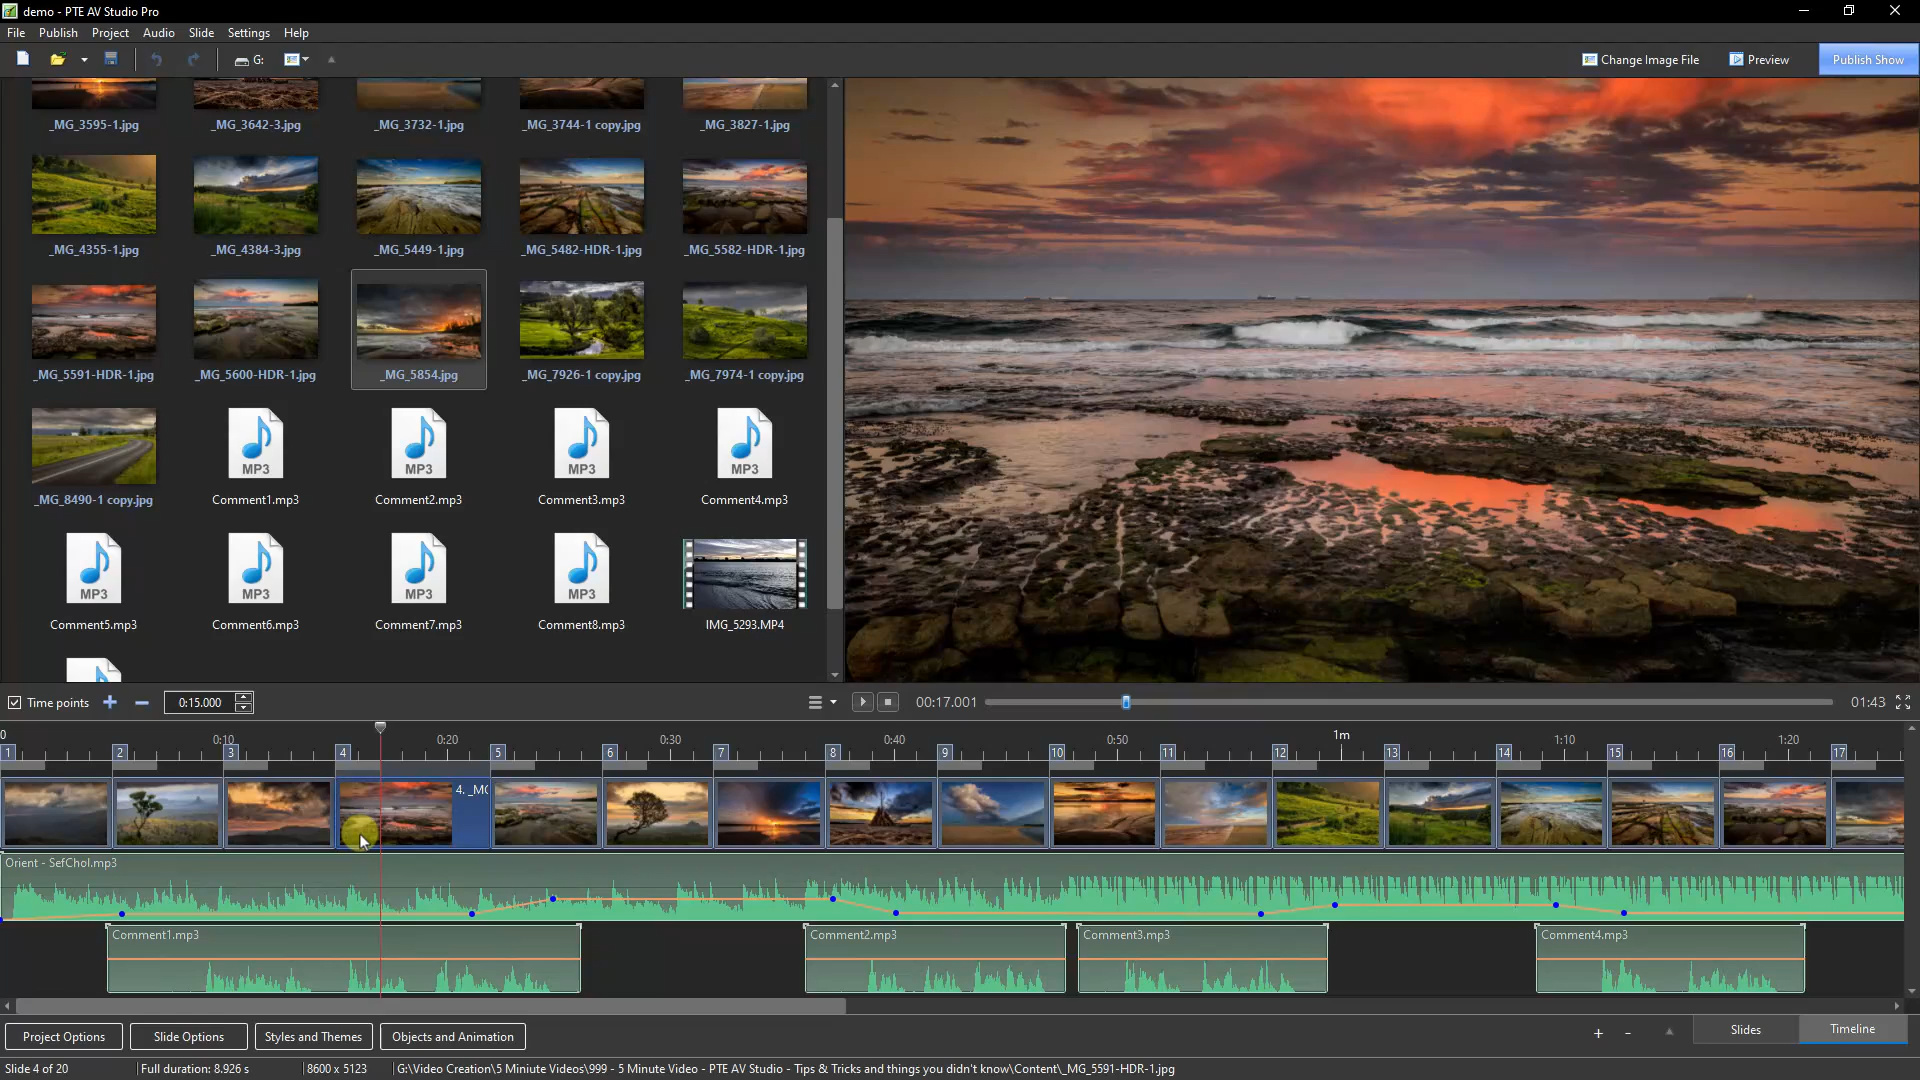 demo - PTE AV Studio Pro
File Publish Project Audio Slide Settings Help
G: Change Image File Preview Publish Show
_MG_3595-1.jpg _MG_3642-3.jpg _MG_3732-1.jpg _MG_3744-1 copy.jpg _MG_3827-1.jpg
_MG_4355-1.jpg _MG_4384-3.jpg _MG_5449-1.jpg _MG_5482-HDR-1.jpg _MG_5582-HDR-1.jpg
_MG_5591-HDR-1.jpg _MG_5600-HDR-1.jpg _MG_5854.jpg _MG_7926-1 copy.jpg _MG_7974-1 copy.jpg
MP3 MP3 MP3 MP3
_MG_8490-1 copy.jpg Comment1.mp3 Comment2.mp3 Comment3.mp3 Comment4.mp3
MP3 MP3 MP3 MP3
Comment5.mp3 Comment6.mp3 Comment7.mp3 Comment8.mp3 IMG_5293.MP4
Time points 0:15.000 00:17.001 01:43
0 0:10 0:20 0:30 0:40 0:50 1m 1:10 1:20
1 2 3 4 5 6 7 8 9 10 11 12 13 14 15 16 17
4. _MG
Orient - SefChol.mp3
Comment1.mp3 Comment2.mp3 Comment3.mp3 Comment4.mp3
Project Options Slide Options Styles and Themes Objects and Animation + - Slides Timeline
Slide 4 of 20 Full duration: 8.926 s 8600 x 5123 G:\Video Creation\5 Miniute Videos\999 - 5 Minute Video - PTE AV Studio - Tips & Tricks and things you didn't know\Content\_MG_5591-HDR-1.jpg